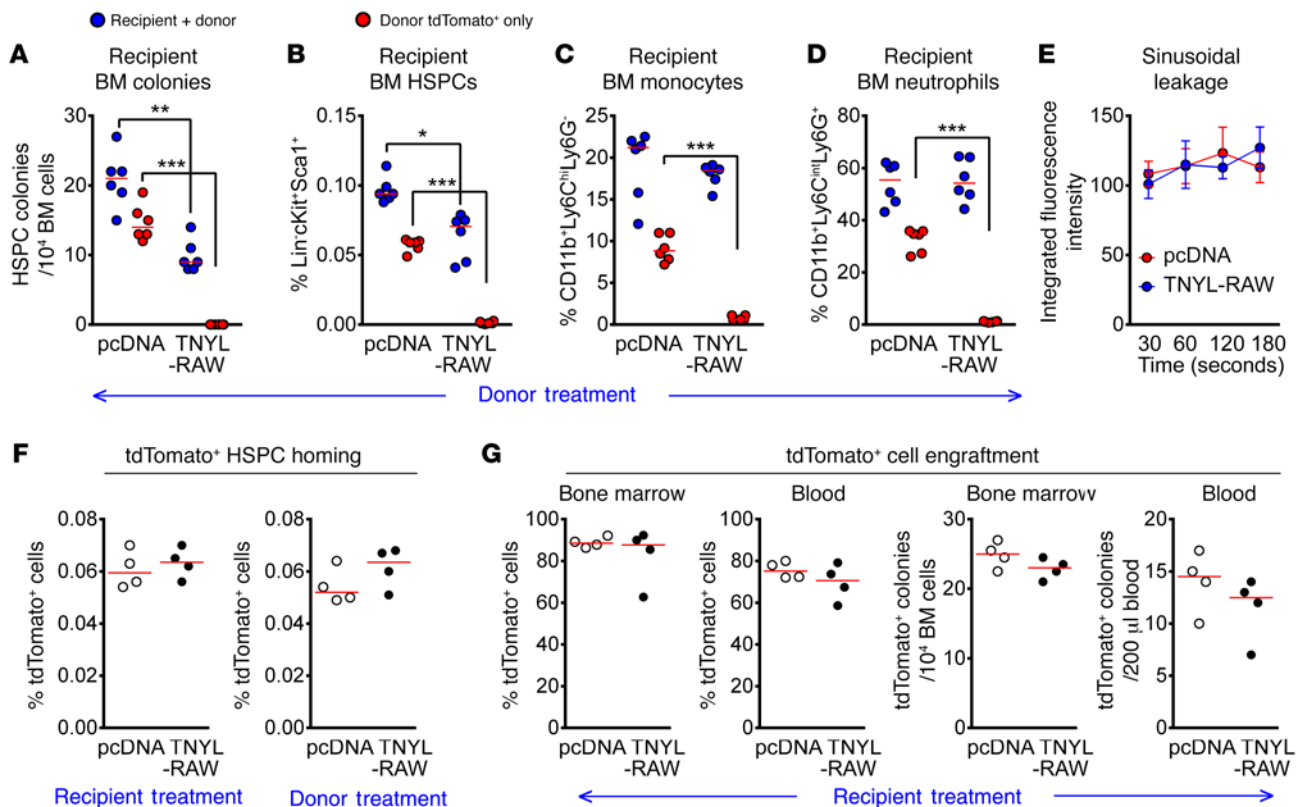 Recipient + donor
Donor tdTomato⁺ only
A
Recipient
BM colonies
HSPC colonies
/10⁴ BM cells
30
20
10
0
**
***
pcDNA
TNYL
-RAW
B
Recipient
BM HSPCs
% Lin⁻cKit⁺Sca1⁺
0.15
0.10
0.05
0.00
*
***
pcDNA
TNYL
-RAW
C
Recipient
BM monocytes
% CD11b⁺Ly6CʰⁱLy6G⁻
25
20
15
10
5
0
***
pcDNA
TNYL
-RAW
D
Recipient
BM neutrophils
% CD11b⁺Ly6CⁱⁿᵗLy6G⁺
80
60
40
20
0
***
pcDNA
TNYL
-RAW
E
Sinusoidal
leakage
Integrated fluorescence
intensity
150
100
50
0
pcDNA
TNYL-RAW
30 60 120 180
Time (seconds)
Donor treatment
F
tdTomato⁺ HSPC homing
% tdTomato⁺ cells
0.08
0.06
0.04
0.02
0.00
pcDNA TNYL
-RAW
Recipient treatment
% tdTomato⁺ cells
0.08
0.06
0.04
0.02
0.00
pcDNA TNYL
-RAW
Donor treatment
G
tdTomato⁺ cell engraftment
Bone marrow
% tdTomato⁺ cells
100
80
60
40
20
0
pcDNA TNYL
-RAW
Blood
% tdTomato⁺ cells
100
80
60
40
20
0
pcDNA TNYL
-RAW
Bone marrow
tdTomato⁺ colonies
/10⁴ BM cells
30
20
10
0
pcDNA TNYL
-RAW
Blood
tdTomato⁺ colonies
/200 µl blood
20
15
10
5
0
pcDNA TNYL
-RAW
Recipient treatment